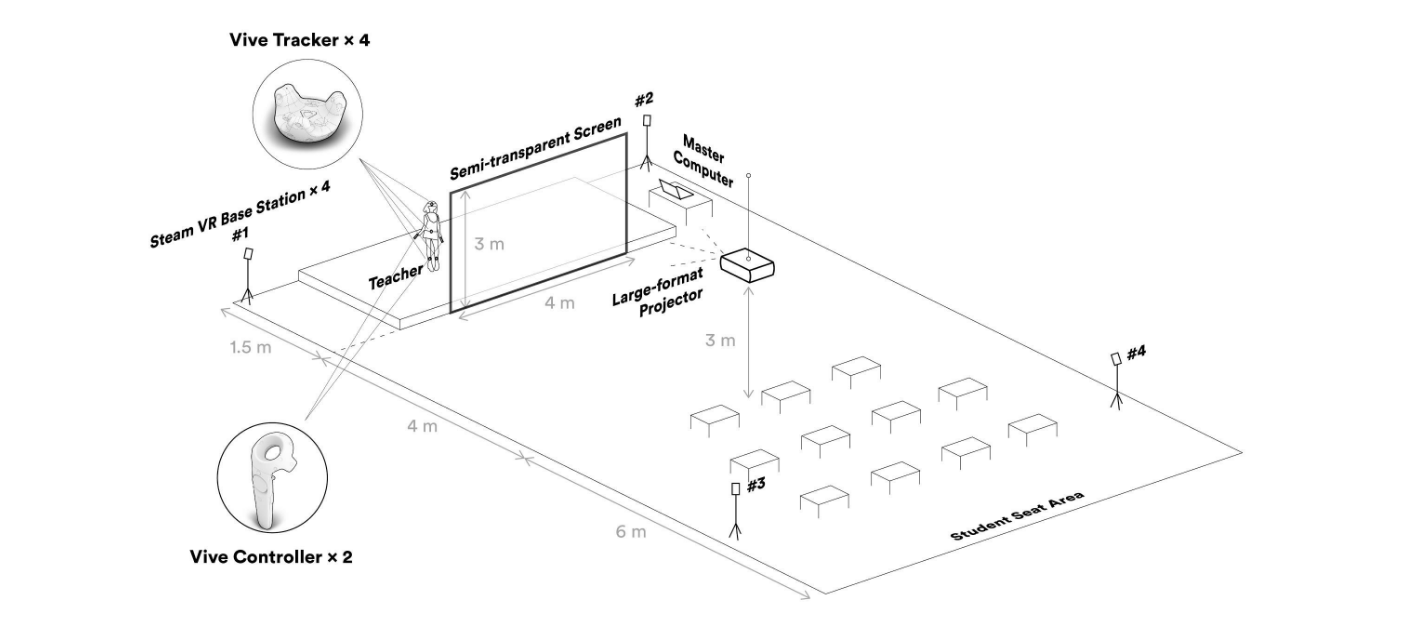 Vive Tracker × 4
#2
Semi-transparent Screen
Master
Computer
Steam VR Base Station × 4
#1
3 m
Teacher
Large-format
Projector
4 m
1.5 m
3 m
#4
4 m
#3
6 m
Student Seat Area
Vive Controller × 2